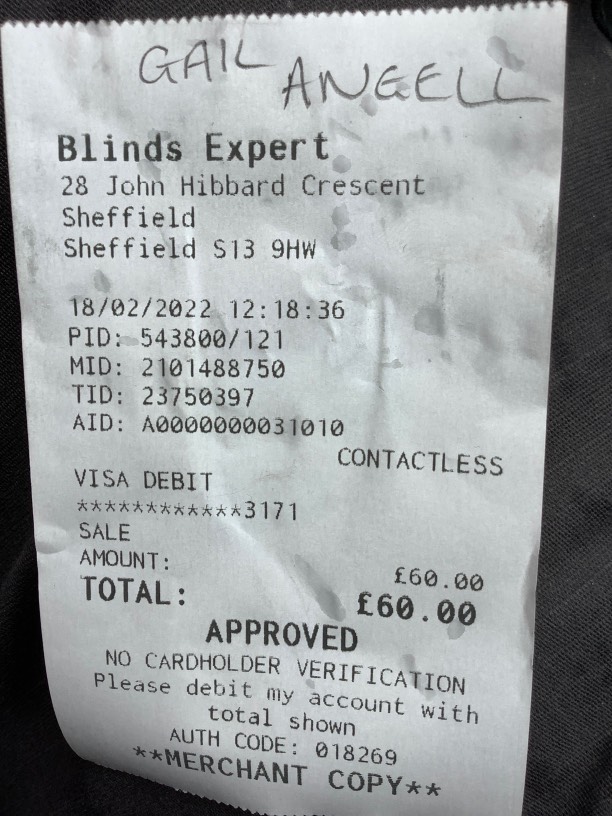 GAIL ANGELL
Blinds Expert
28 John Hibbard Crescent
Sheffield
Sheffield S13 9HW
18/02/2022 12:18:36
PID: 543800/121
MID: 2101488750
TID: 23750397
AID: A0000000031010
CONTACTLESS
VISA DEBIT
************3171
SALE
AMOUNT: £60.00
TOTAL: £60.00
APPROVED
NO CARDHOLDER VERIFICATION
Please debit my account with
total shown
AUTH CODE: 018269
**MERCHANT COPY**